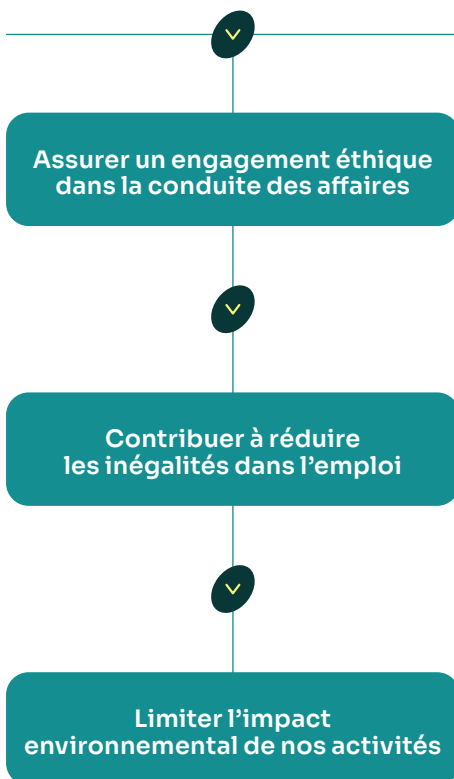 Assurer un engagement éthique
dans la conduite des affaires
Contribuer à réduire
les inégalités dans l’emploi
Limiter l’impact
environnemental de nos activités